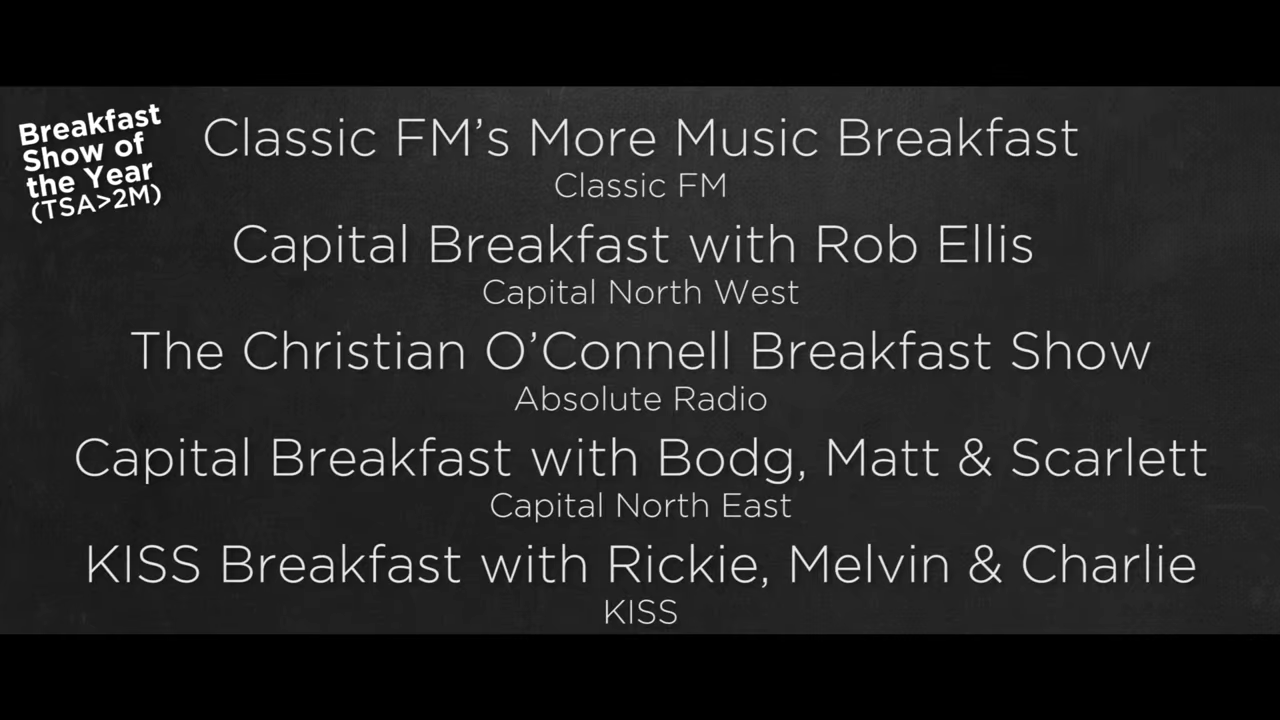 Breakfast
Show of
the Year
(TSA>2M)
Classic FM’s More Music Breakfast
Classic FM
Capital Breakfast with Rob Ellis
Capital North West
The Christian O’Connell Breakfast Show
Absolute Radio
Capital Breakfast with Bodg, Matt & Scarlett
Capital North East
KISS Breakfast with Rickie, Melvin & Charlie
KISS